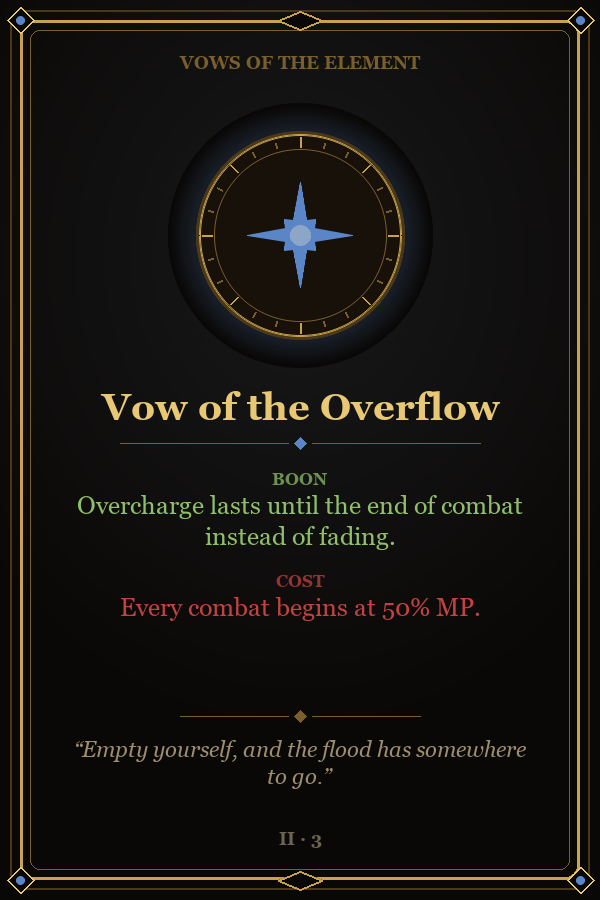 VOWS OF THE ELEMENT
Vow of the Overflow
BOON
Overcharge lasts until the end of combat
instead of fading.
COST
Every combat begins at 50% MP.
“Empty yourself, and the flood has somewhere
to go.”
II · 3